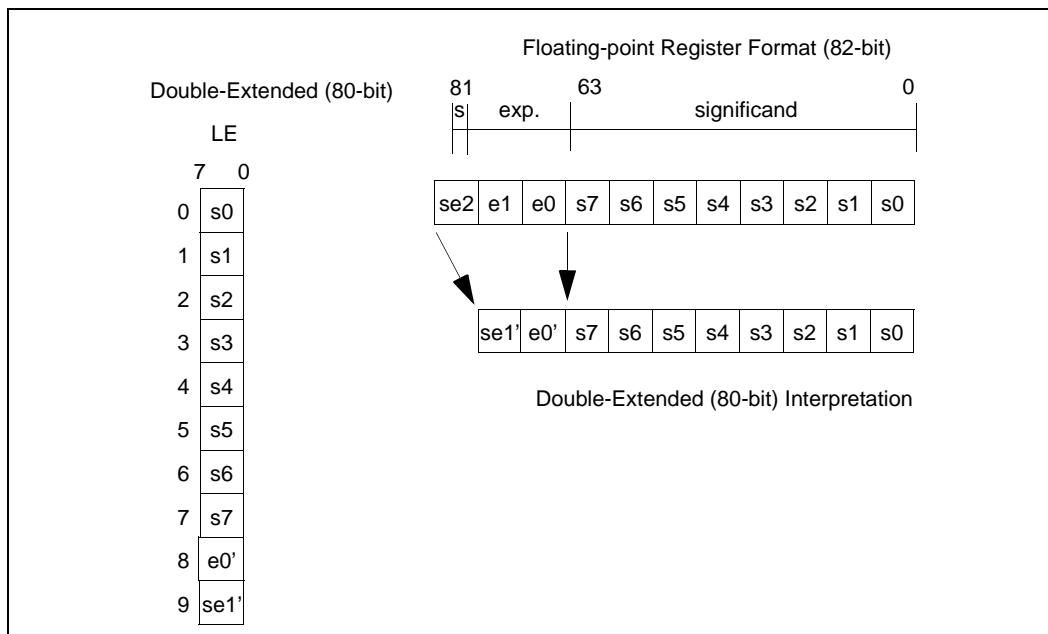 Floating-point Register Format (82-bit)
Double-Extended (80-bit)
81 63 0
s exp. significand
LE
7 0
0 s0
1 s1
2 s2
3 s3
4 s4
5 s5
6 s6
7 s7
8 e0’
9 se1’
se2 e1 e0 s7 s6 s5 s4 s3 s2 s1 s0
se1’ e0’ s7 s6 s5 s4 s3 s2 s1 s0
Double-Extended (80-bit) Interpretation